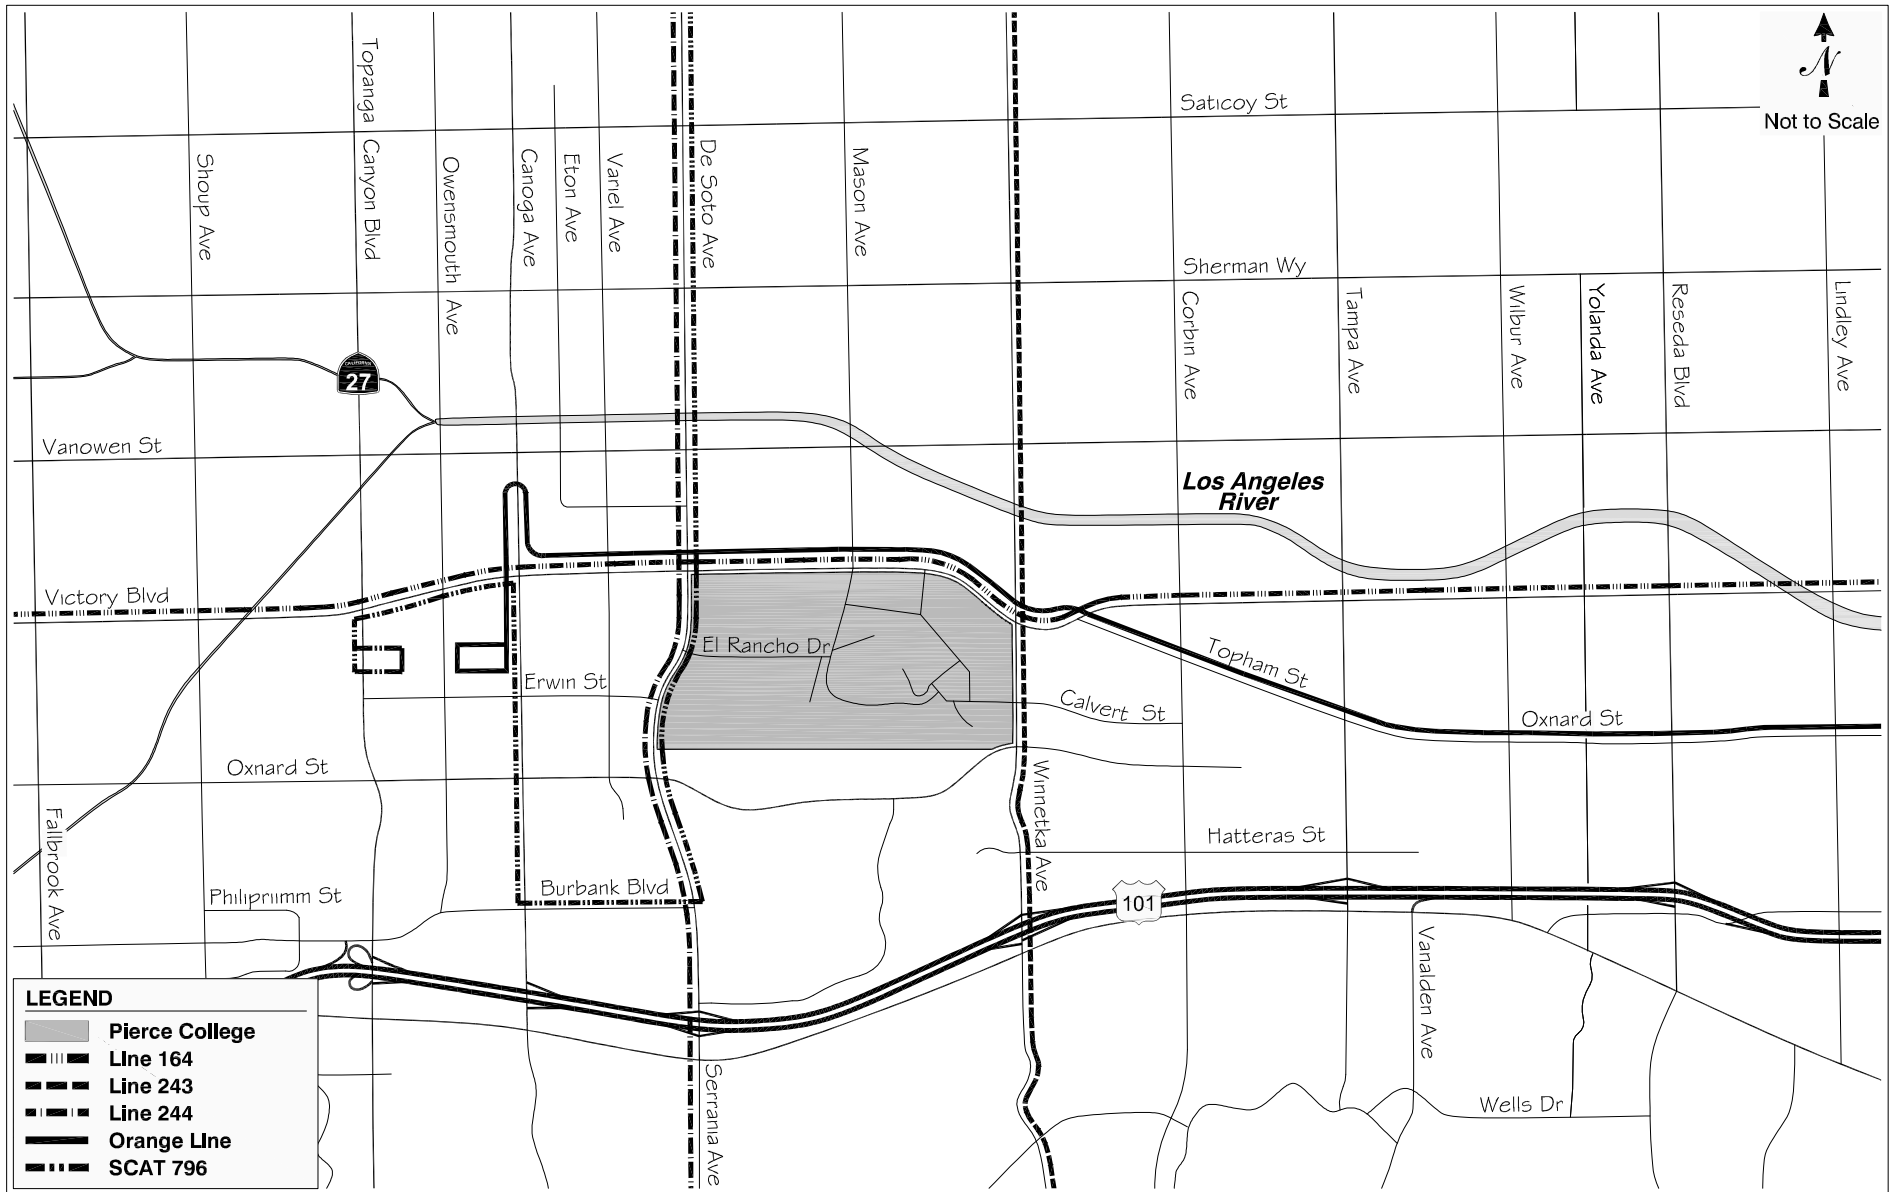 Saticoy St
N
Not to Scale
Topanga Canyon Blvd
Shoup Ave
Owensmouth Ave
Canoga Ave
Eton Ave
Variel Ave
De Soto Ave
Mason Ave
Sherman Wy
Corbin Ave
Tampa Ave
Wilbur Ave
Yolanda Ave
Reseda Blvd
Lindley Ave
CALIFORNIA
27
Vanowen St
Los Angeles
River
Victory Blvd
El Rancho Dr
Erwin St
Topham St
Calvert St
Oxnard St
Oxnard St
Winnetka Ave
Fallbrook Ave
Hatteras St
Philiprimm St
Burbank Blvd
101
Vanalden Ave
Serrania Ave
Wells Dr
LEGEND
Pierce College
LIne 164
Line 243
Line 244
Orange LIne
SCAT 796